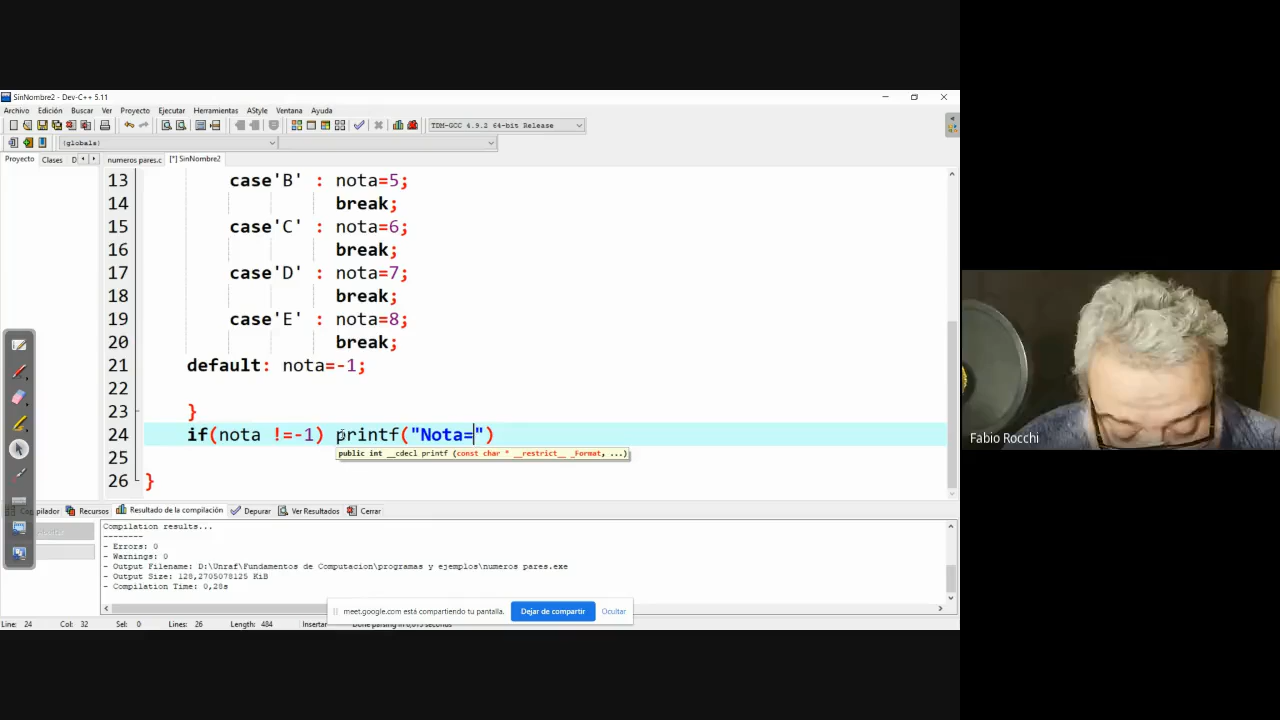 SinNombre2 - Dev-C++ 5.11
Archivo Edición Buscar Ver Proyecto Ejecutar Herramientas AStyle Ventana Ayuda
TDM-GCC 4.9.2 64-bit Release
(globals)
Proyecto Clases D numeros pares.c [*] SinNombre2
13 case'B' : nota=5;
14 break;
15 case'C' : nota=6;
16 break;
17 case'D' : nota=7;
18 break;
19 case'E' : nota=8;
20 break;
21 default: nota=-1;
22
23 }
24 if(nota !=-1) printf("Nota=")
public int __cdecl printf (const char * __restrict__ _Format, ...)
25
26 }
pilador Recursos Resultado de la compilación Depurar Ver Resultados Cerrar
Compilation results...
--------
- Errors: 0
- Warnings: 0
- Output Filename: D:\Unraf\Fundamentos de Computacion\programas y ejemplos\numeros pares.exe
- Output Size: 128,2705078125 KiB
- Compilation Time: 0,28s
meet.google.com está compartiendo tu pantalla. Dejar de compartir Ocultar
Line: 24 Col: 32 Sel: 0 Lines: 26 Length: 484 Insertar
Fabio Rocchi